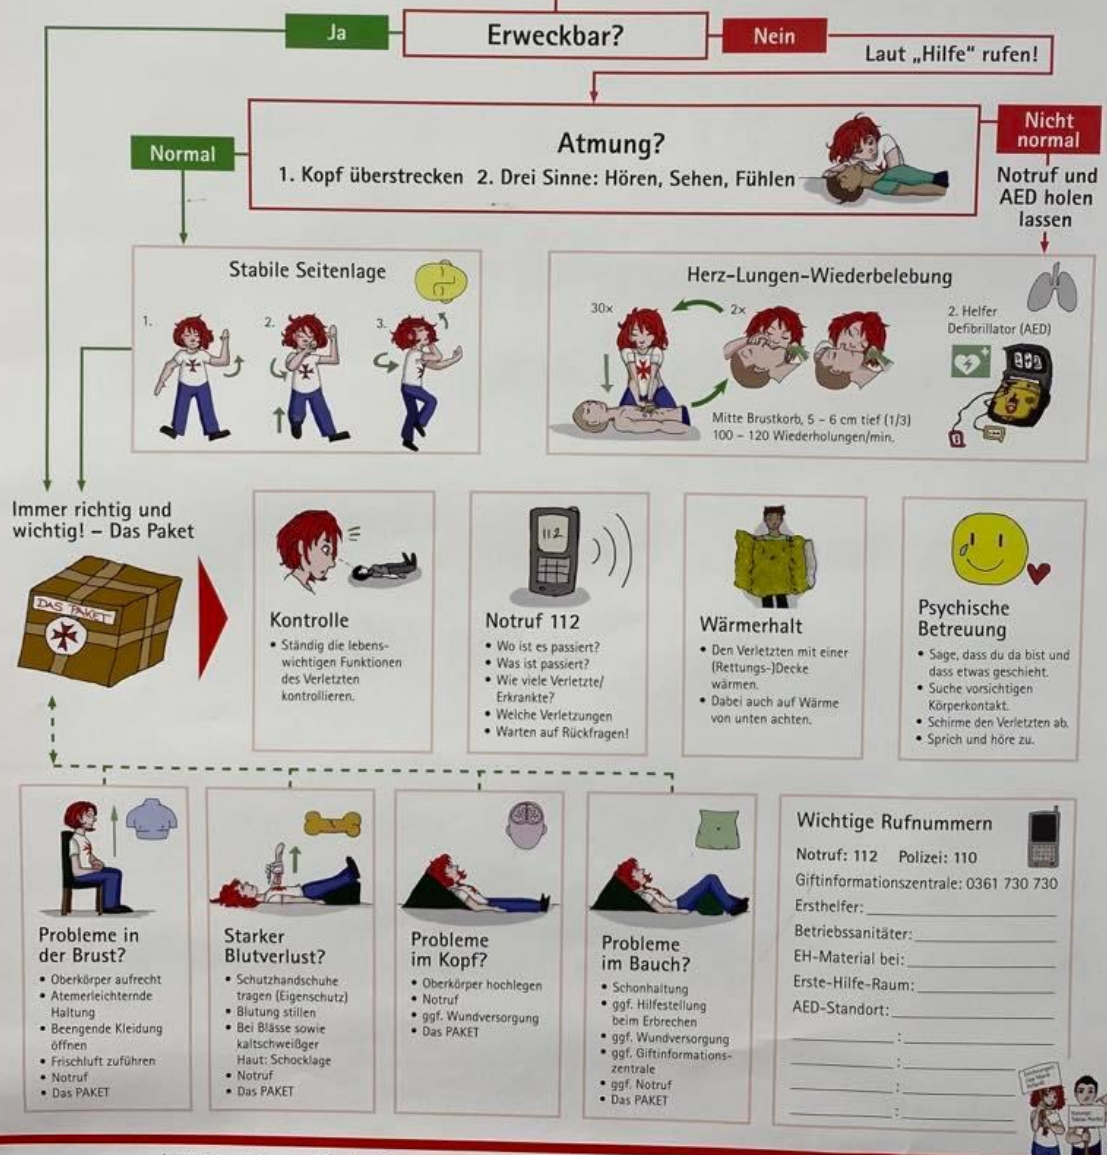 Ja
Erweckbar?
Nein
Laut „Hilfe" rufen!
Normal
Atmung?
1. Kopf überstrecken 2. Drei Sinne: Hören, Sehen, Fühlen
Nicht
normal
Notruf und
AED holen
lassen
Stabile Seitenlage
1.
2.
3.
Herz-Lungen-Wiederbelebung
30x
2x
2. Helfer
Defibrillator (AED)
Mitte Brustkorb, 5 – 6 cm tief (1/3)
100 – 120 Wiederholungen/min.
Immer richtig und
wichtig! – Das Paket
DAS PAKET
Kontrolle
• Ständig die lebens-
wichtigen Funktionen
des Verletzten
kontrollieren.
112
Notruf 112
• Wo ist es passiert?
• Was ist passiert?
• Wie viele Verletzte/
Erkrankte?
• Welche Verletzungen
• Warten auf Rückfragen!
Wärmerhalt
• Den Verletzten mit einer
(Rettungs-)Decke
wärmen.
• Dabei auch auf Wärme
von unten achten.
Psychische
Betreuung
• Sage, dass du da bist und
dass etwas geschieht.
• Suche vorsichtigen
Körperkontakt.
• Schirme den Verletzten ab.
• Sprich und höre zu.
Probleme in
der Brust?
• Oberkörper aufrecht
• Atemerleichternde
Haltung
• Beengende Kleidung
öffnen
• Frischluft zuführen
• Notruf
• Das PAKET
Starker
Blutverlust?
• Schutzhandschuhe
tragen (Eigenschutz)
• Blutung stillen
• Bei Blässe sowie
kaltschweißiger
Haut: Schocklage
• Notruf
• Das PAKET
Probleme
im Kopf?
• Oberkörper hochlegen
• Notruf
• ggf. Wundversorgung
• Das PAKET
Probleme
im Bauch?
• Schonhaltung
• ggf. Hilfestellung
beim Erbrechen
• ggf. Wundversorgung
• ggf. Giftinformations-
zentrale
• ggf. Notruf
• Das PAKET
Wichtige Rufnummern
Notruf: 112 Polizei: 110
Giftinformationszentrale: 0361 730 730
Ersthelfer:
Betriebssanitäter:
EH-Material bei:
Erste-Hilfe-Raum:
AED-Standort:
:
:
:
: